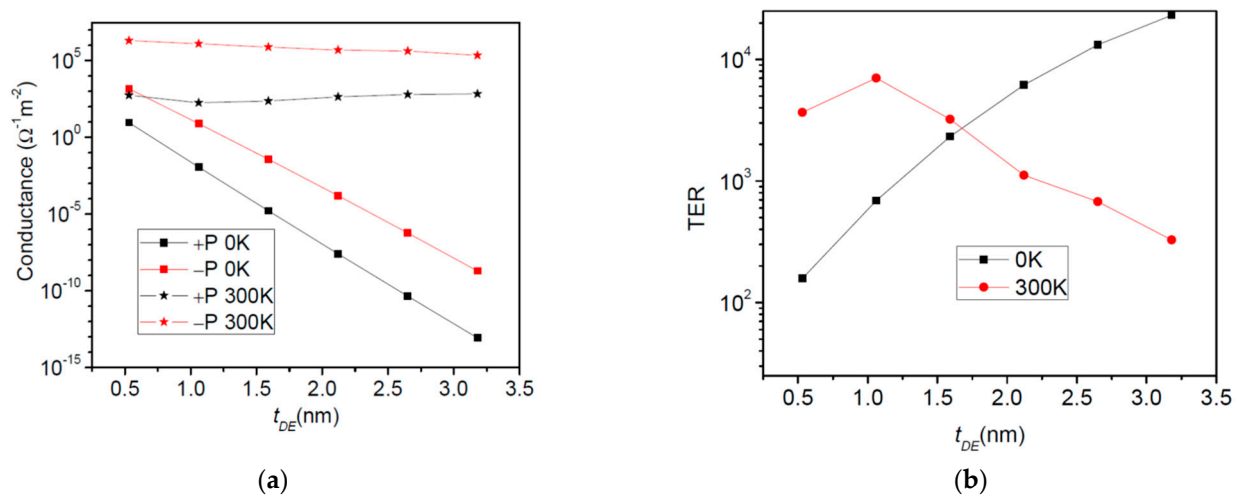 Conductance (Ω⁻¹m⁻²)
10⁵
10⁰
10⁻⁵
10⁻¹⁰
10⁻¹⁵
+P 0K
−P 0K
+P 300K
−P 300K
0.5 1.0 1.5 2.0 2.5 3.0 3.5
t_DE(nm)
(a)
TER
10⁴
10³
10²
0K
300K
0.5 1.0 1.5 2.0 2.5 3.0 3.5
t_DE(nm)
(b)